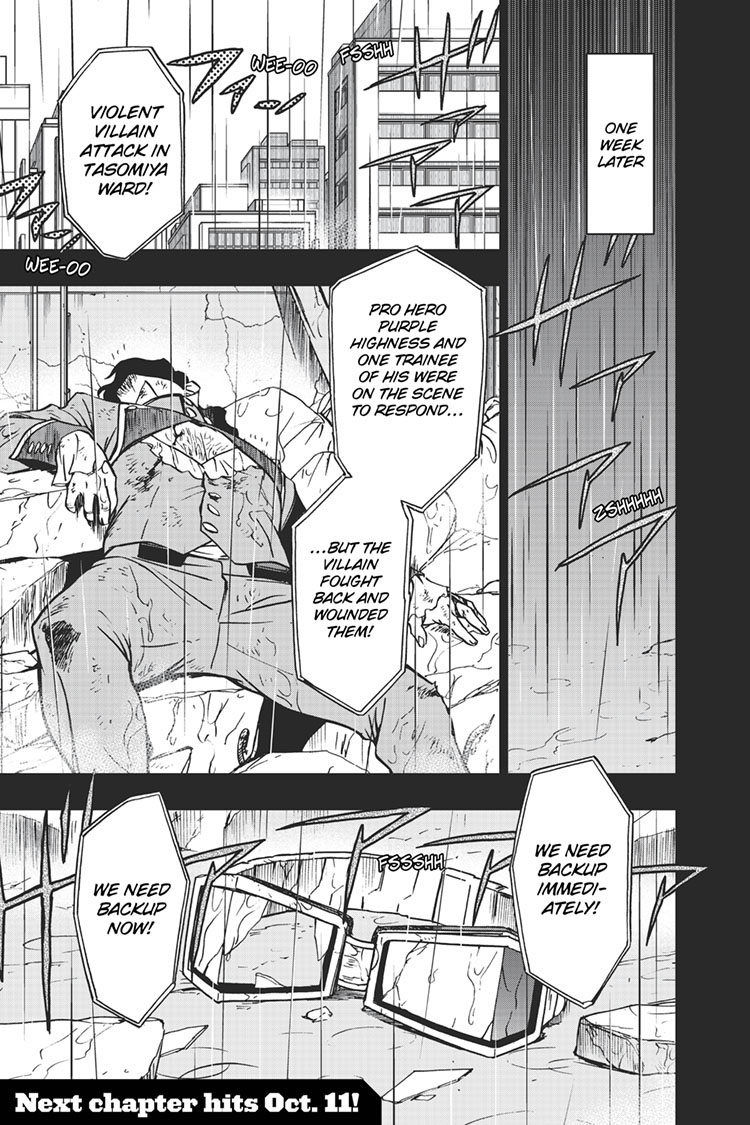 ONE
WEEK
LATER
FSSHH
WEE-OO
VIOLENT
VILLAIN
ATTACK IN
TASOMIYA
WARD!
WEE-OO
PRO HERO
PURPLE
HIGHNESS AND
ONE TRAINEE
OF HIS WERE
ON THE SCENE
TO RESPOND...
ZSHHHHH
...BUT THE
VILLAIN
FOUGHT
BACK AND
WOUNDED
THEM!
WE NEED
BACKUP
IMMEDI-
ATELY!
FSSSHH
WE NEED
BACKUP
NOW!
Next chapter hits Oct. 11!